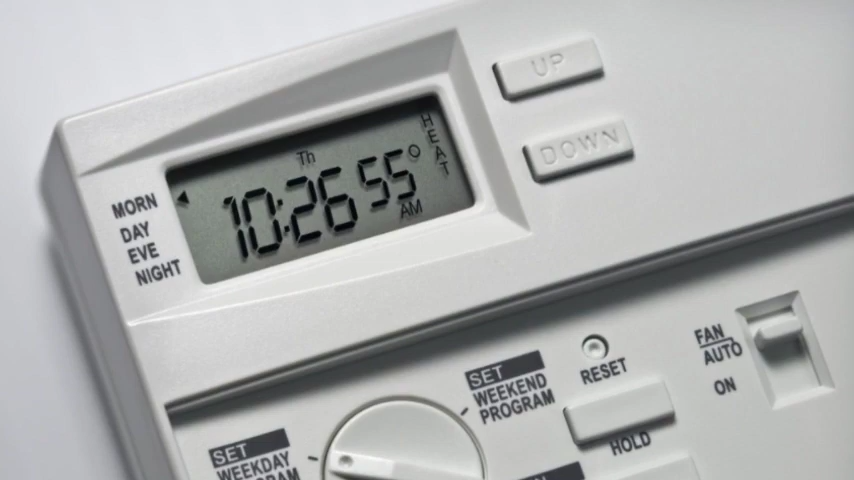 UP
DOWN
Th
HEAT
10:26 55°
AM
MORN
DAY
EVE
NIGHT
FAN
AUTO
ON
RESET
HOLD
SET
WEEKEND
PROGRAM
SET
WEEKDAY